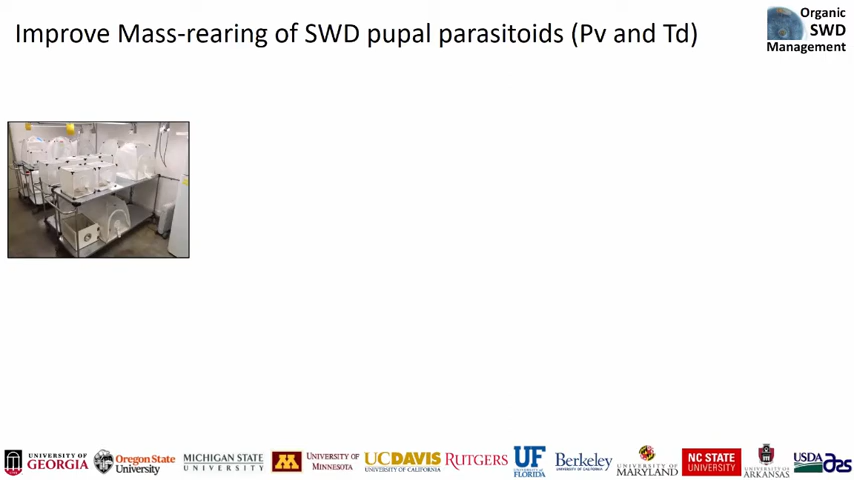 Improve Mass-rearing of SWD pupal parasitoids (Pv and Td)
Organic
SWD
Management
UNIVERSITY OF
GEORGIA
Oregon State
University
MICHIGAN STATE
UNIVERSITY
M
UNIVERSITY OF
MINNESOTA
UCDAVIS
UNIVERSITY OF CALIFORNIA
RUTGERS
UF
UNIVERSITY of
FLORIDA
Berkeley
UNIVERSITY OF CALIFORNIA
UNIVERSITY OF
MARYLAND
NC STATE
UNIVERSITY
UNIVERSITY OF
ARKANSAS
USDA
ars